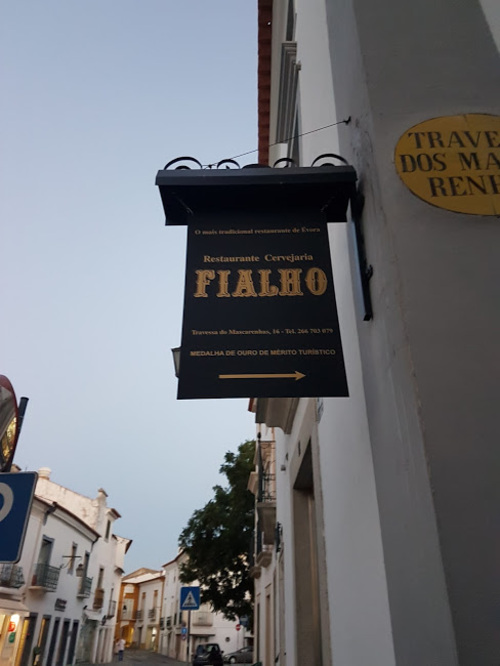 O mais tradicional restaurante de Évora
Restaurante Cervejaria
FIALHO
Travessa do Mascarenhas, 16 - Tel. 266 703 079
MEDALHA DE OURO DE MÉRITO TURÍSTICO
TRAVE
DOS MA
RENH